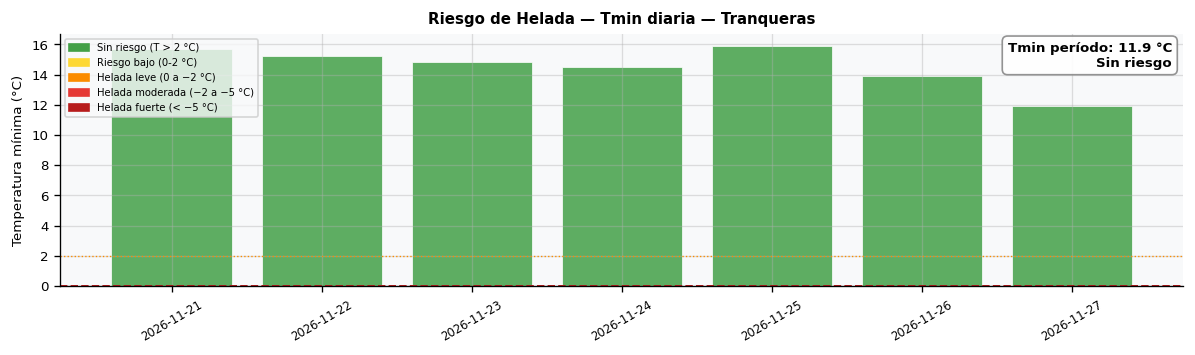 Riesgo de Helada — Tmin diaria — Tranqueras
Temperatura mínima (°C)
16
14
12
10
8
6
4
2
0
Sin riesgo (T > 2 °C)
Riesgo bajo (0-2 °C)
Helada leve (0 a −2 °C)
Helada moderada (−2 a −5 °C)
Helada fuerte (< −5 °C)
Tmin período: 11.9 °C
Sin riesgo
2026-11-21
2026-11-22
2026-11-23
2026-11-24
2026-11-25
2026-11-26
2026-11-27